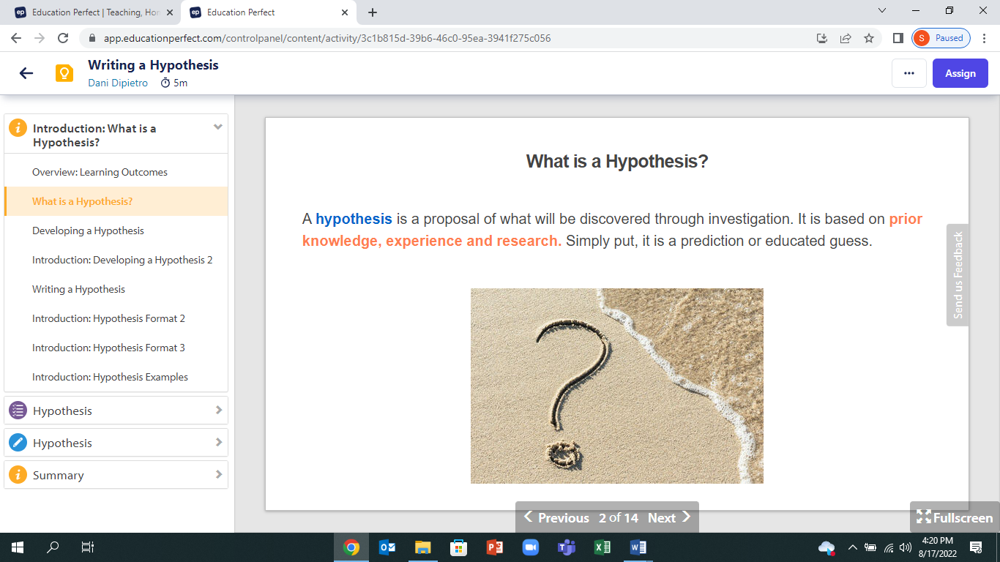 Education Perfect | Teaching, Hor
Education Perfect
app.educationperfect.com/controlpanel/content/activity/3c1b815d-39b6-46c0-95ea-3941f275c056
S Paused
Writing a Hypothesis
Dani Dipietro 5m
Assign
Introduction: What is a
Hypothesis?
Overview: Learning Outcomes
What is a Hypothesis?
Developing a Hypothesis
Introduction: Developing a Hypothesis 2
Writing a Hypothesis
Introduction: Hypothesis Format 2
Introduction: Hypothesis Format 3
Introduction: Hypothesis Examples
Hypothesis
Hypothesis
Summary
What is a Hypothesis?
A hypothesis is a proposal of what will be discovered through investigation. It is based on prior
knowledge, experience and research. Simply put, it is a prediction or educated guess.
?
Send us Feedback
Previous 2 of 14 Next
Fullscreen
4:20 PM
8/17/2022